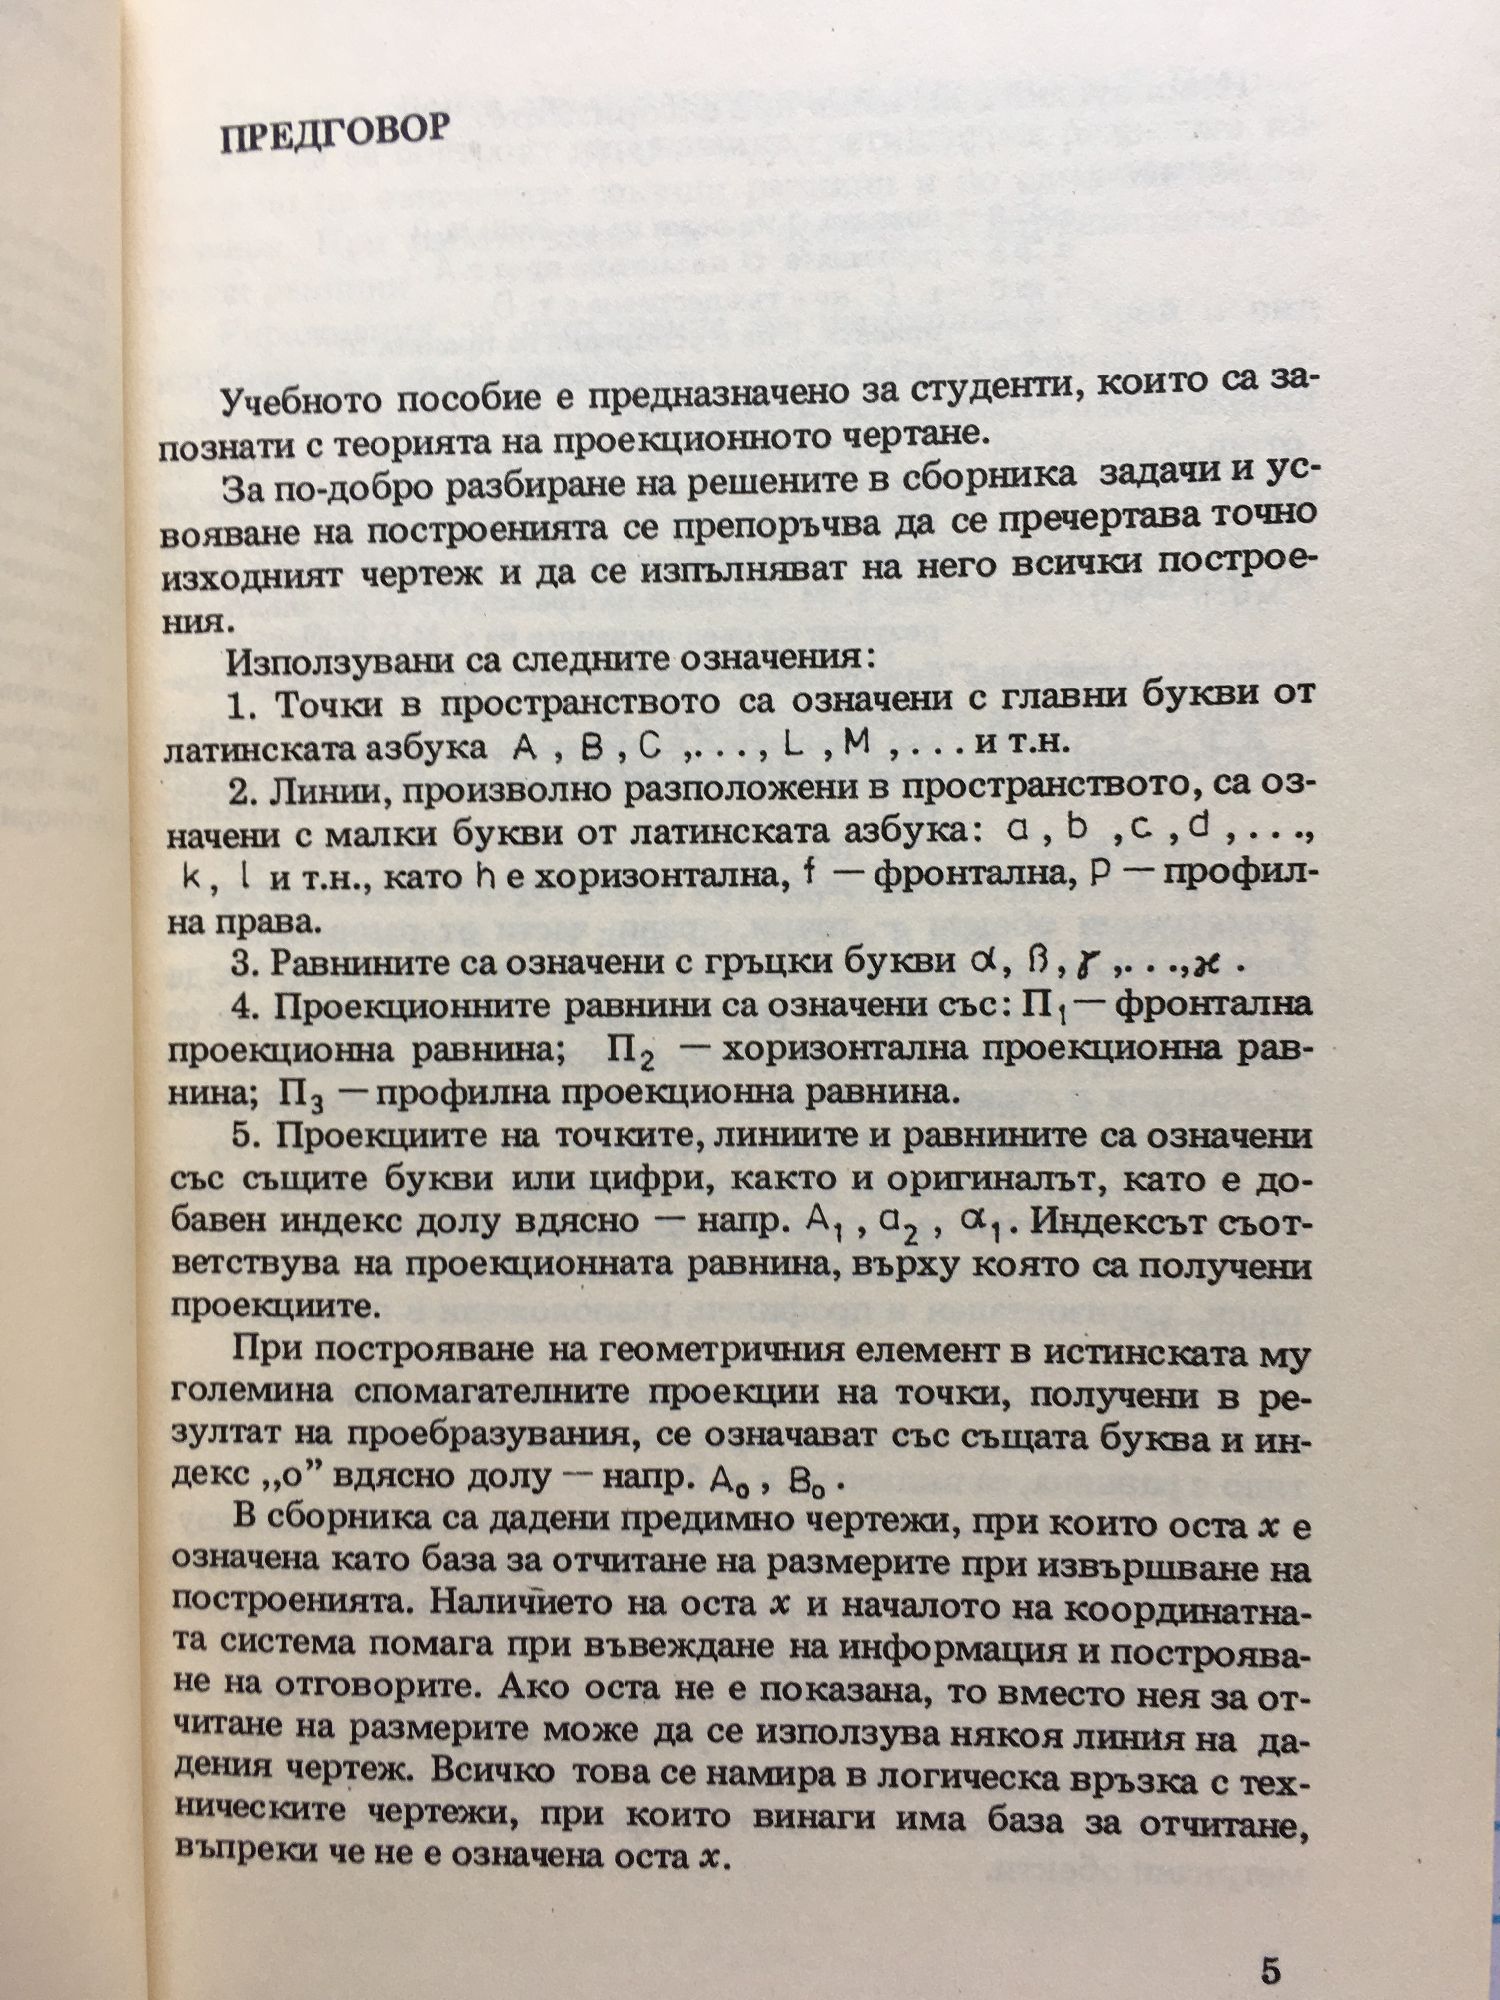 ПРЕДГОВОР
Учебното пособие е предназначено за студенти, които са за-
познати с теорията на проекционното чертане.
За по-добро разбиране на решените в сборника задачи и ус-
вояване на построенията се препоръчва да се пречертава точно
изходният чертеж и да се изпълняват на него всички построе-
ния.
Използувани са следните означения:
1. Точки в пространството са означени с главни букви от
латинската азбука A, B, C, ..., L, M, ... и т.н.
2. Линии, произволно разположени в пространството, са оз-
начени с малки букви от латинската азбука: a, b, c, d, ...,
k, l и т.н., като h е хоризонтална, f — фронтална, p — профил-
на права.
3. Равнините са означени с гръцки букви α, β, γ, ..., ϰ.
4. Проекционните равнини са означени със: Π₁ — фронтална
проекционна равнина; Π₂ — хоризонтална проекционна рав-
нина; Π₃ — профилна проекционна равнина.
5. Проекциите на точките, линиите и равнините са означени
със същите букви или цифри, както и оригиналът, като е до-
бавен индекс долу вдясно — напр. A₁, a₂, α₁. Индексът съот-
ветствува на проекционната равнина, върху която са получени
проекциите.
При построяване на геометричния елемент в истинската му
големина спомагателните проекции на точки, получени в ре-
зултат на проебразувания, се означават със същата буква и ин-
декс „о” вдясно долу — напр. A₀, B₀.
В сборника са дадени предимно чертежи, при които оста x е
означена като база за отчитане на размерите при извършване на
построенията. Наличието на оста x и началото на координатна-
та система помага при въвеждане на информация и построява-
не на отговорите. Ако оста не е показана, то вместо нея за от-
читане на размерите може да се използува някоя линия на да-
дения чертеж. Всичко това се намира в логическа връзка с тех-
ническите чертежи, при които винаги има база за отчитане,
въпреки че не е означена оста x.
5